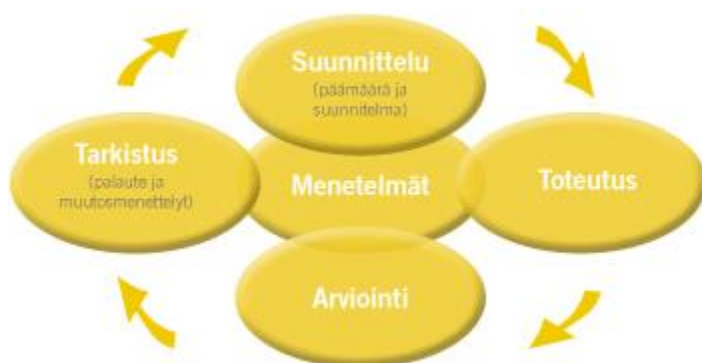 Suunnittelu
(päämäärä ja
suunnitelma)
Tarkistus
(palaute ja
muutosmenettelyt)
Menetelmät
Toteutus
Arviointi